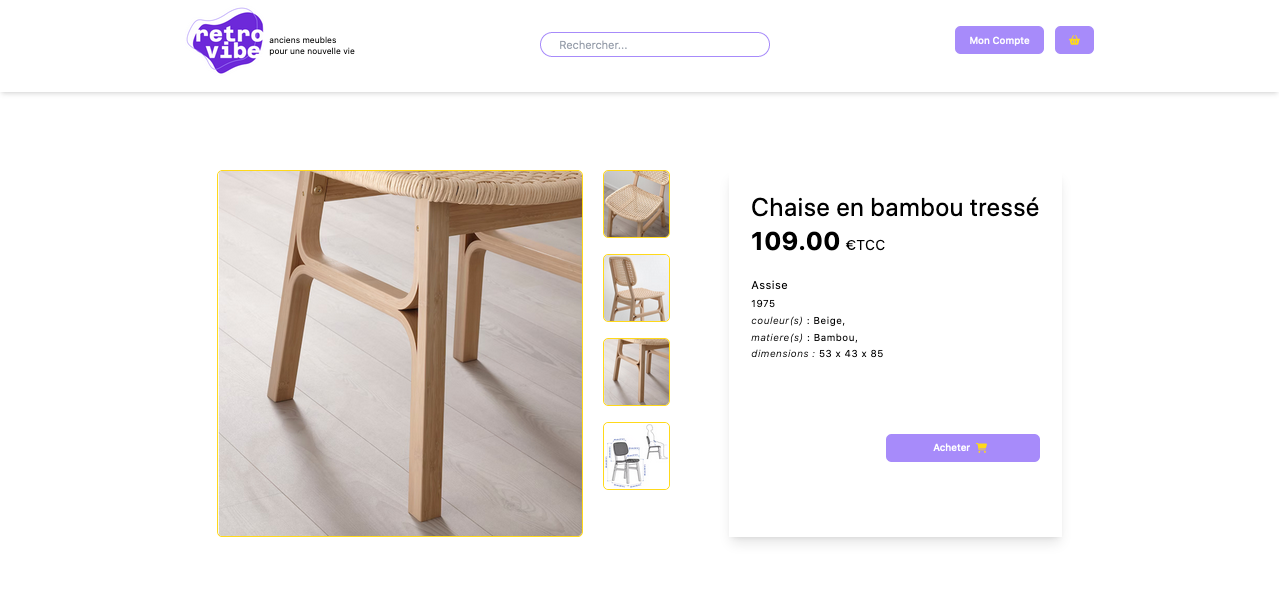 retro
vibe
anciens meubles
pour une nouvelle vie
Rechercher...
Mon Compte
Chaise en bambou tressé
109.00 €TCC
Assise
1975
couleur(s) : Beige,
matiere(s) : Bambou,
dimensions : 53 x 43 x 85
Acheter